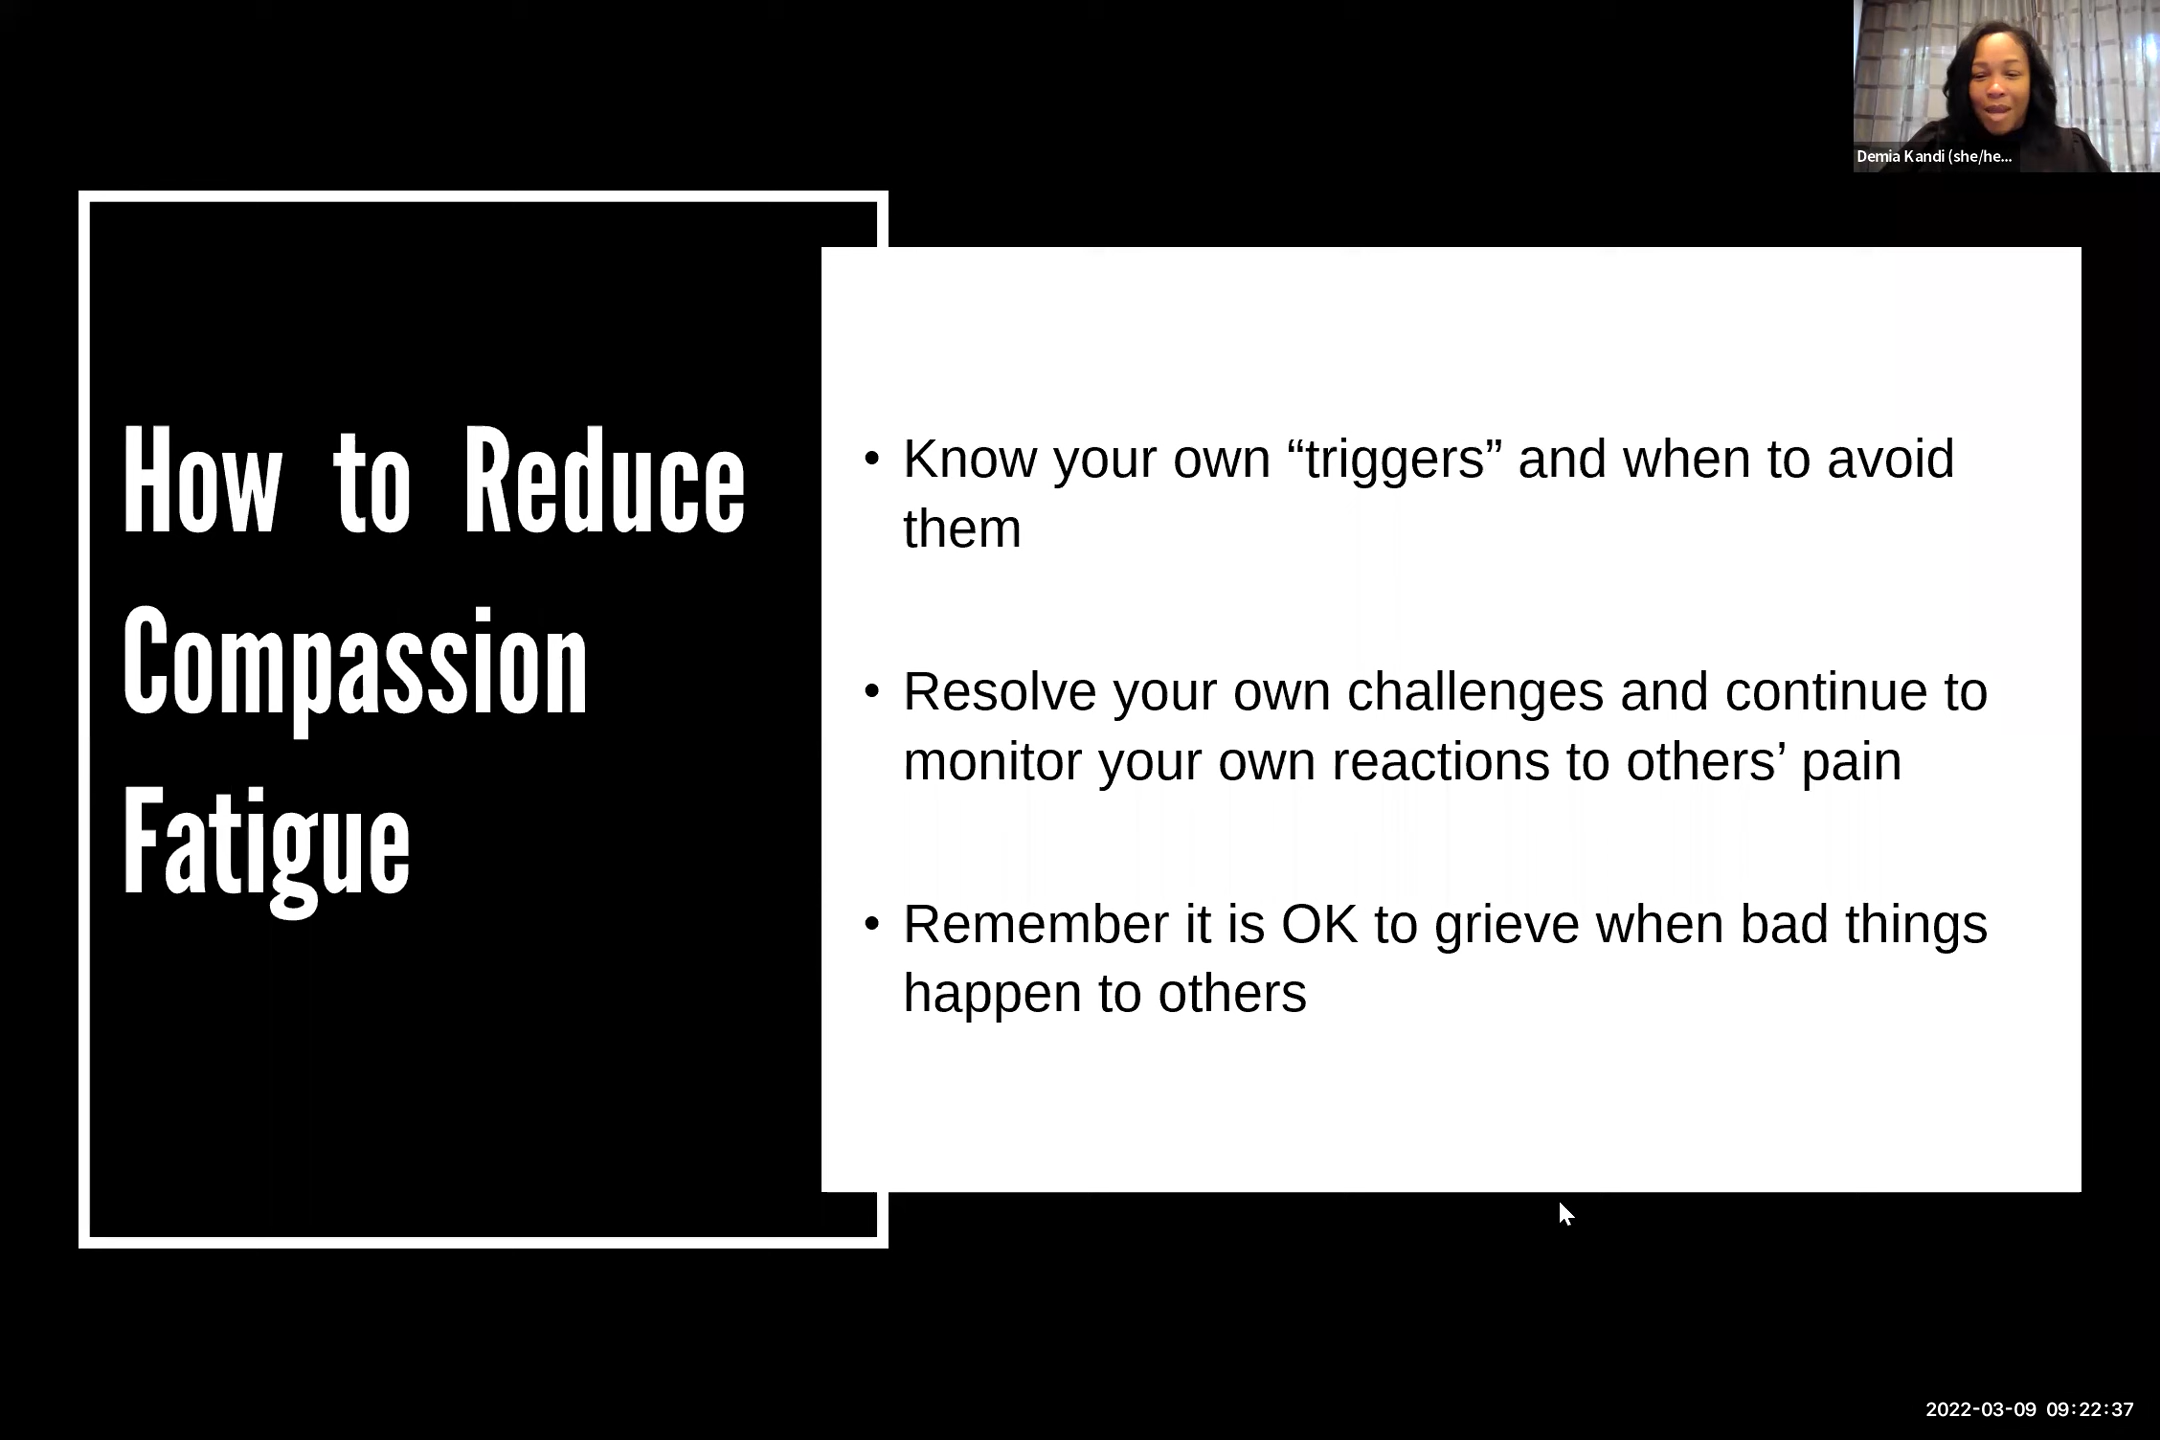 Demia Kandi (she/he...
How to Reduce
Compassion
Fatigue
• Know your own “triggers” and when to avoid
them
• Resolve your own challenges and continue to
monitor your own reactions to others’ pain
• Remember it is OK to grieve when bad things
happen to others
2022-03-09 09:22:37